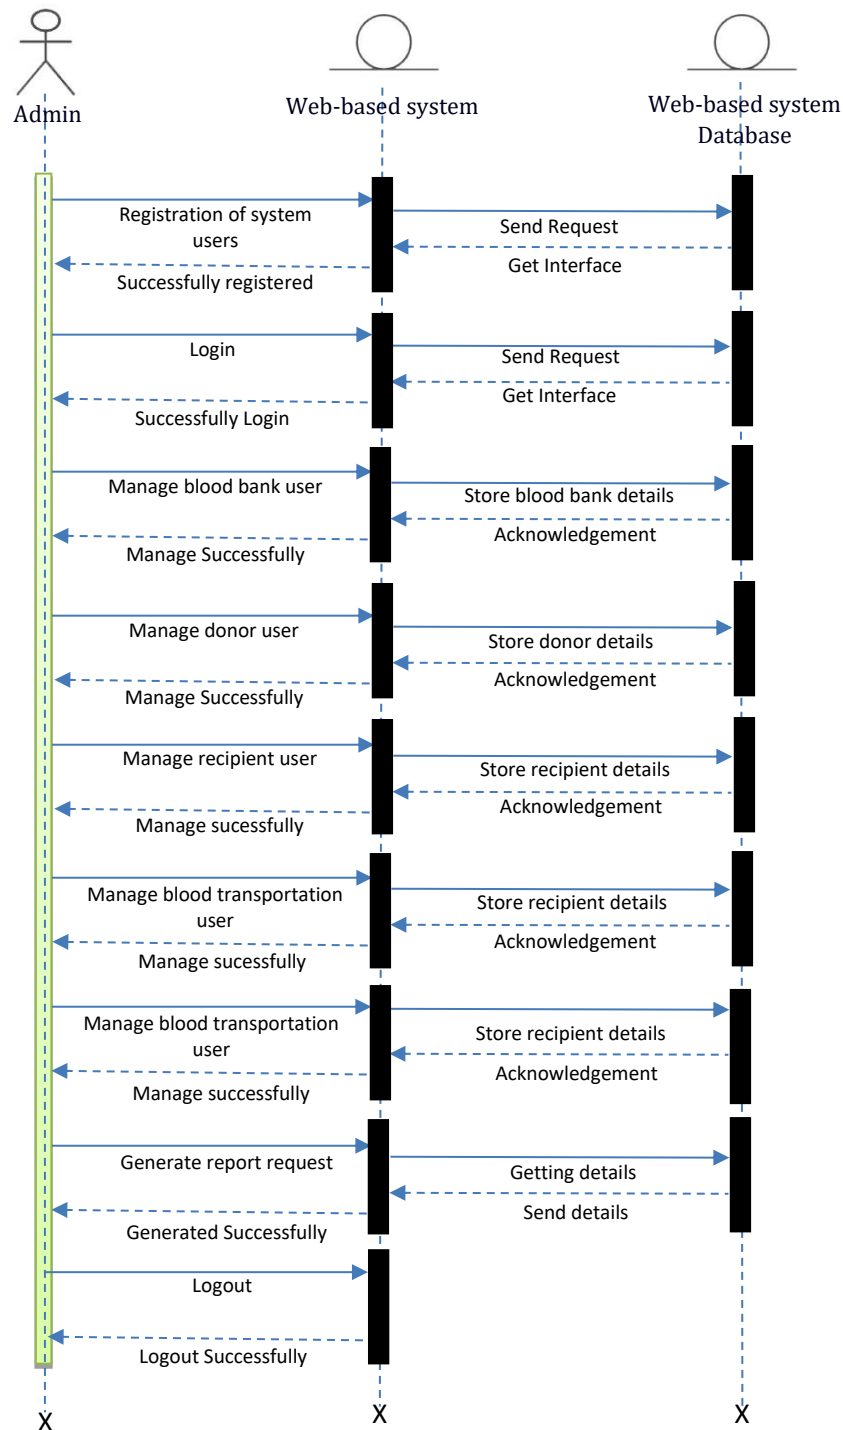 Admin
Web-based system
Web-based system
Database
Registration of system
users
Send Request
Get Interface
Successfully registered
Login
Send Request
Get Interface
Successfully Login
Manage blood bank user
Store blood bank details
Acknowledgement
Manage Successfully
Manage donor user
Store donor details
Acknowledgement
Manage Successfully
Manage recipient user
Store recipient details
Acknowledgement
Manage sucessfully
Manage blood transportation
user
Store recipient details
Acknowledgement
Manage sucessfully
Manage blood transportation
user
Store recipient details
Acknowledgement
Manage successfully
Generate report request
Getting details
Send details
Generated Successfully
Logout
Logout Successfully
X
X
X